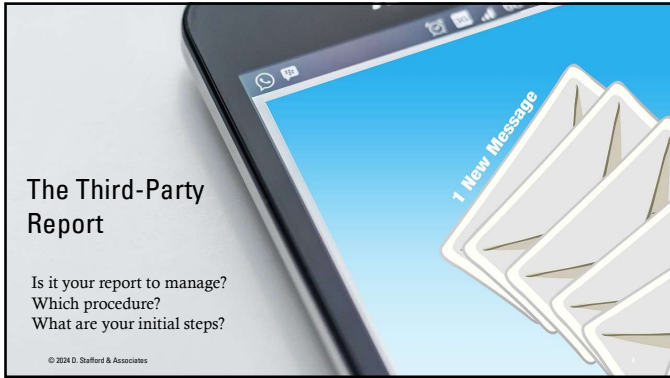 3G
1 New Message
The Third-Party
Report
Is it your report to manage?
Which procedure?
What are your initial steps?
© 2024 D. Stafford & Associates